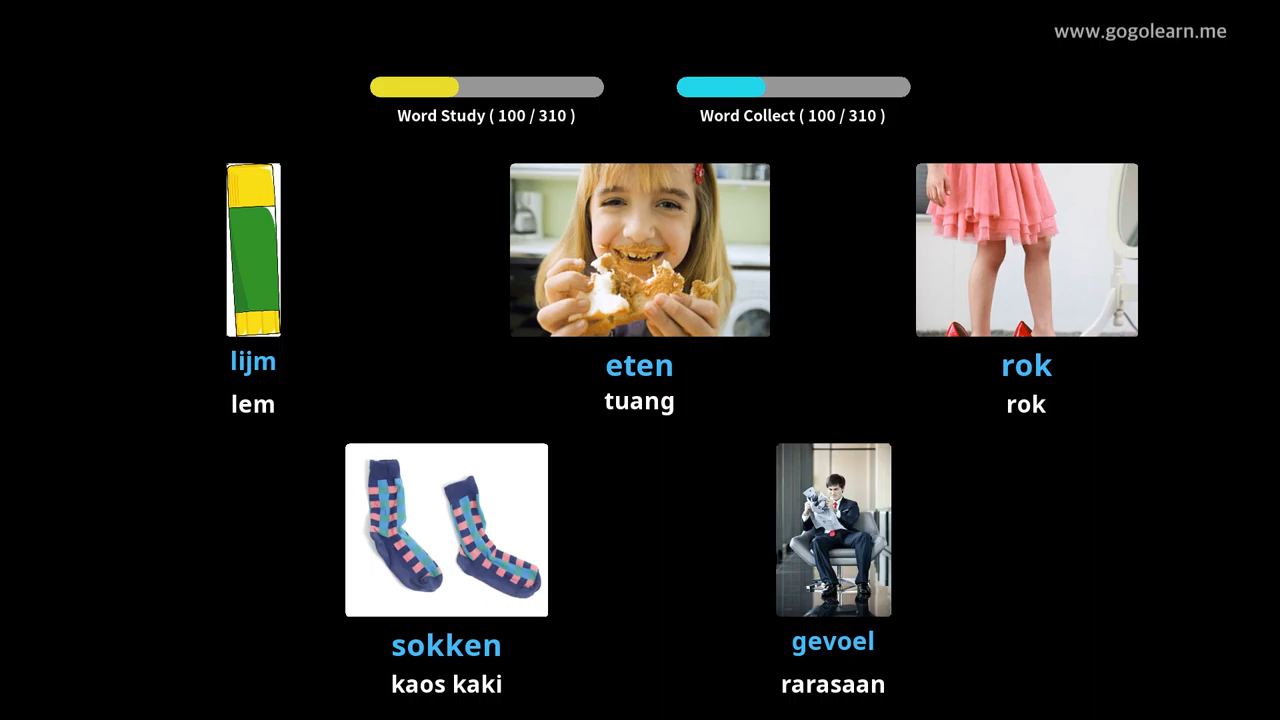 www.gogolearn.me
Word Study ( 100 / 310 )
Word Collect ( 100 / 310 )
lijm
lem
eten
tuang
rok
rok
sokken
kaos kaki
gevoel
rarasaan